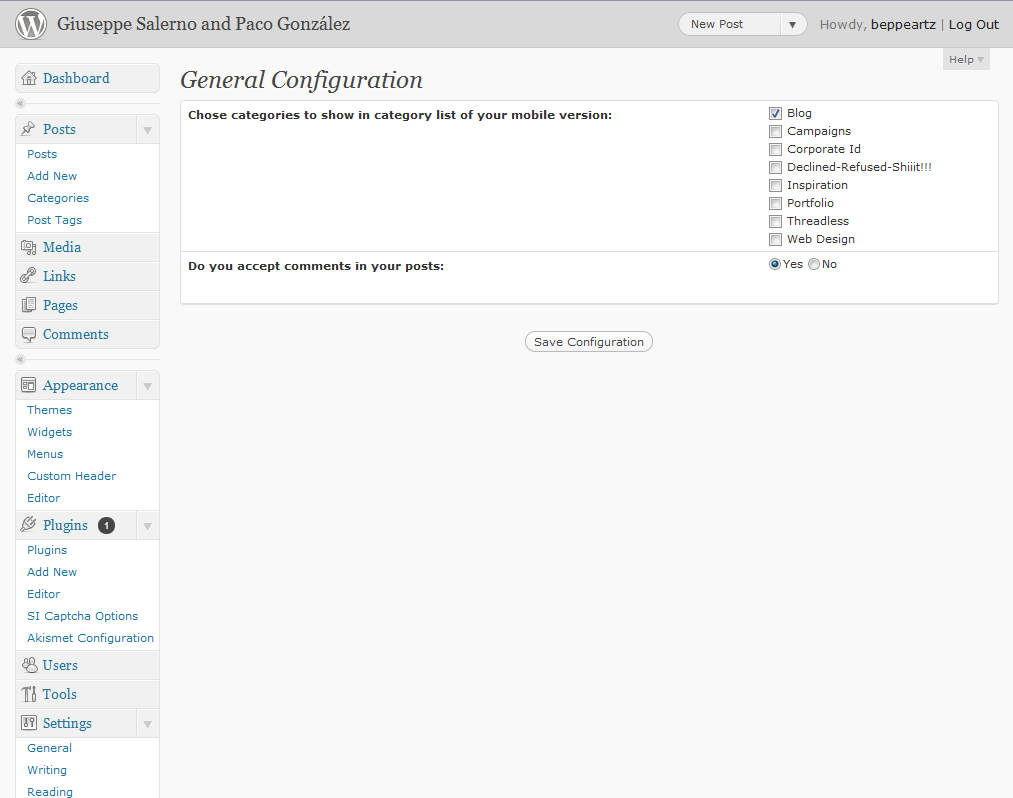 Giuseppe Salerno and Paco González
New Post
Howdy, beppeartz | Log Out
Help
Dashboard
Posts
Posts
Add New
Categories
Post Tags
Media
Links
Pages
Comments
Appearance
Themes
Widgets
Menus
Custom Header
Editor
Plugins 1
Plugins
Add New
Editor
SI Captcha Options
Akismet Configuration
Users
Tools
Settings
General
Writing
Reading
General Configuration
Chose categories to show in category list of your mobile version:
Blog
Campaigns
Corporate Id
Declined-Refused-Shiiit!!!
Inspiration
Portfolio
Threadless
Web Design
Do you accept comments in your posts:
Yes No
Save Configuration